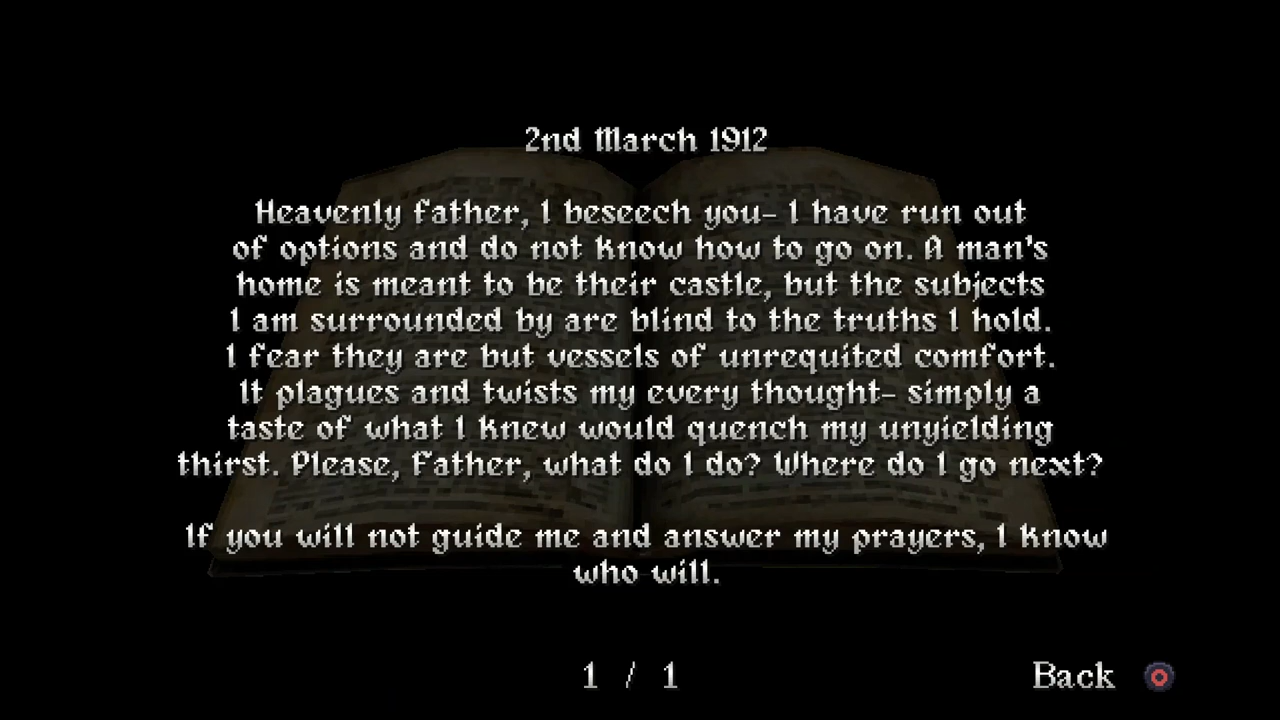 2nd March 1912
Heavenly father, I beseech you- I have run out
of options and do not know how to go on. A man's
home is meant to be their castle, but the subjects
I am surrounded by are blind to the truths I hold.
I fear they are but vessels of unrequited comfort.
It plagues and twists my every thought- simply a
taste of what I knew would quench my unyielding
thirst. Please, Father, what do I do? Where do I go next?
If you will not guide me and answer my prayers, I know
who will.
1 / 1
Back